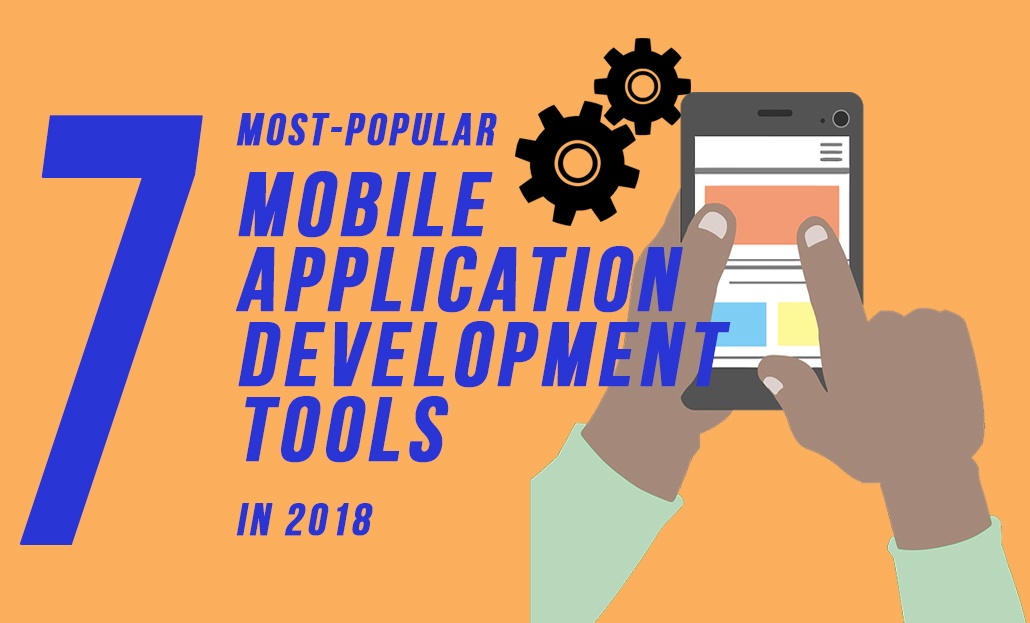 7
MOST-POPULAR
MOBILE
APPLICATION
DEVELOPMENT
TOOLS
IN 2018